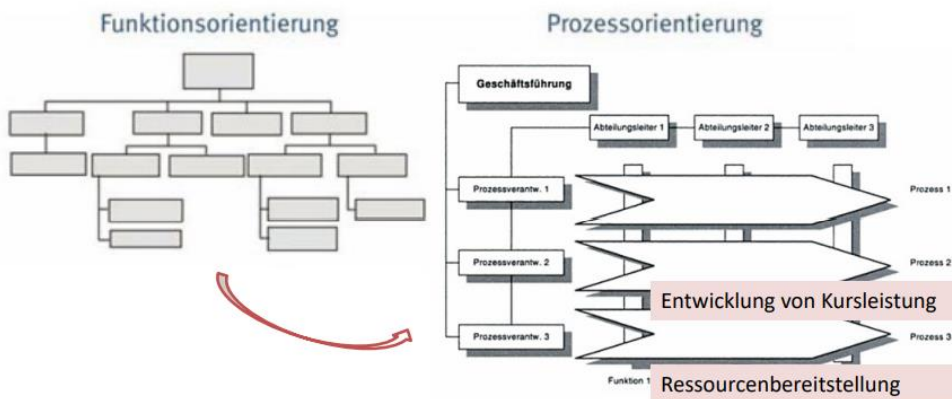 Funktionsorientierung
Prozessorientierung
Geschäftsführung
Abteilungsleiter 1
Abteilungsleiter 2
Abteilungsleiter 3
Prozessverantw. 1
Prozess 1
Prozessverantw. 2
Prozess 2
Entwicklung von Kursleistung
Prozessverantw. 3
Prozess 3
Funktion 1
Ressourcenbereitstellung